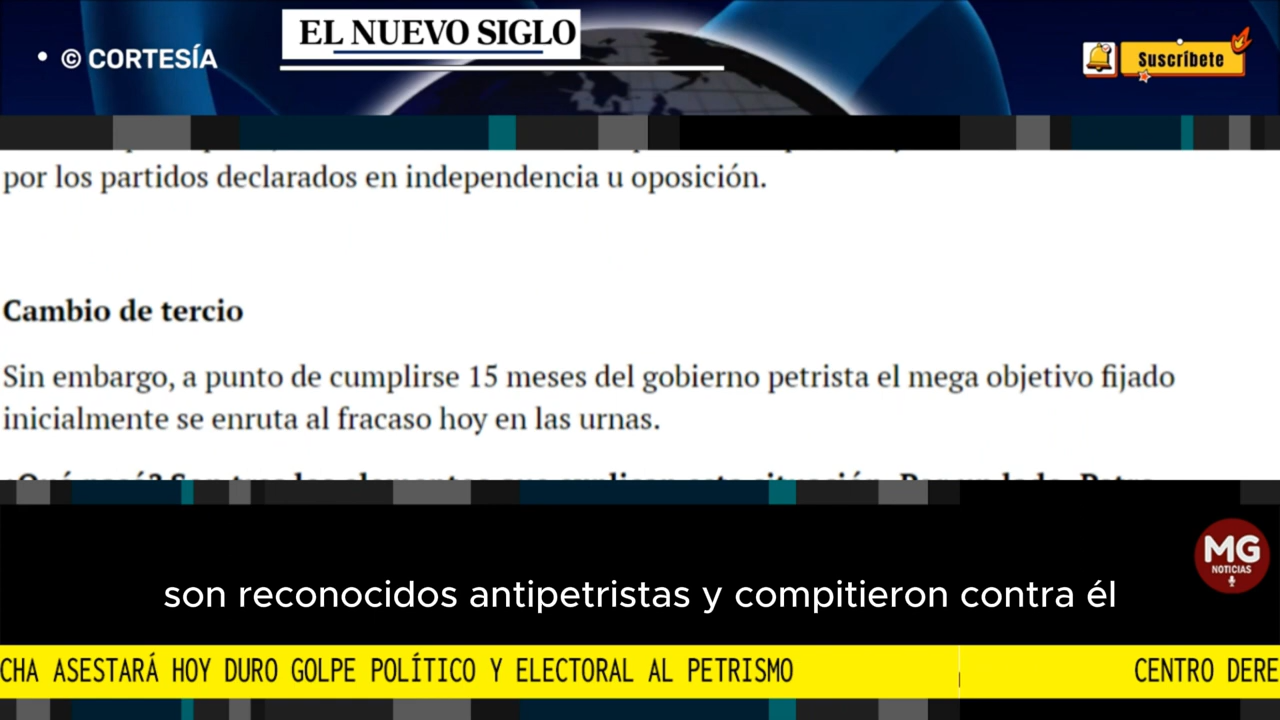 EL NUEVO SIGLO
• © CORTESÍA
Suscríbete
por los partidos declarados en independencia u oposición.
Cambio de tercio
Sin embargo, a punto de cumplirse 15 meses del gobierno petrista el mega objetivo fijado
inicialmente se enruta al fracaso hoy en las urnas.
MG
NOTICIAS
son reconocidos antipetristas y compitieron contra él
CHA ASESTARÁ HOY DURO GOLPE POLÍTICO Y ELECTORAL AL PETRISMO
CENTRO DERE